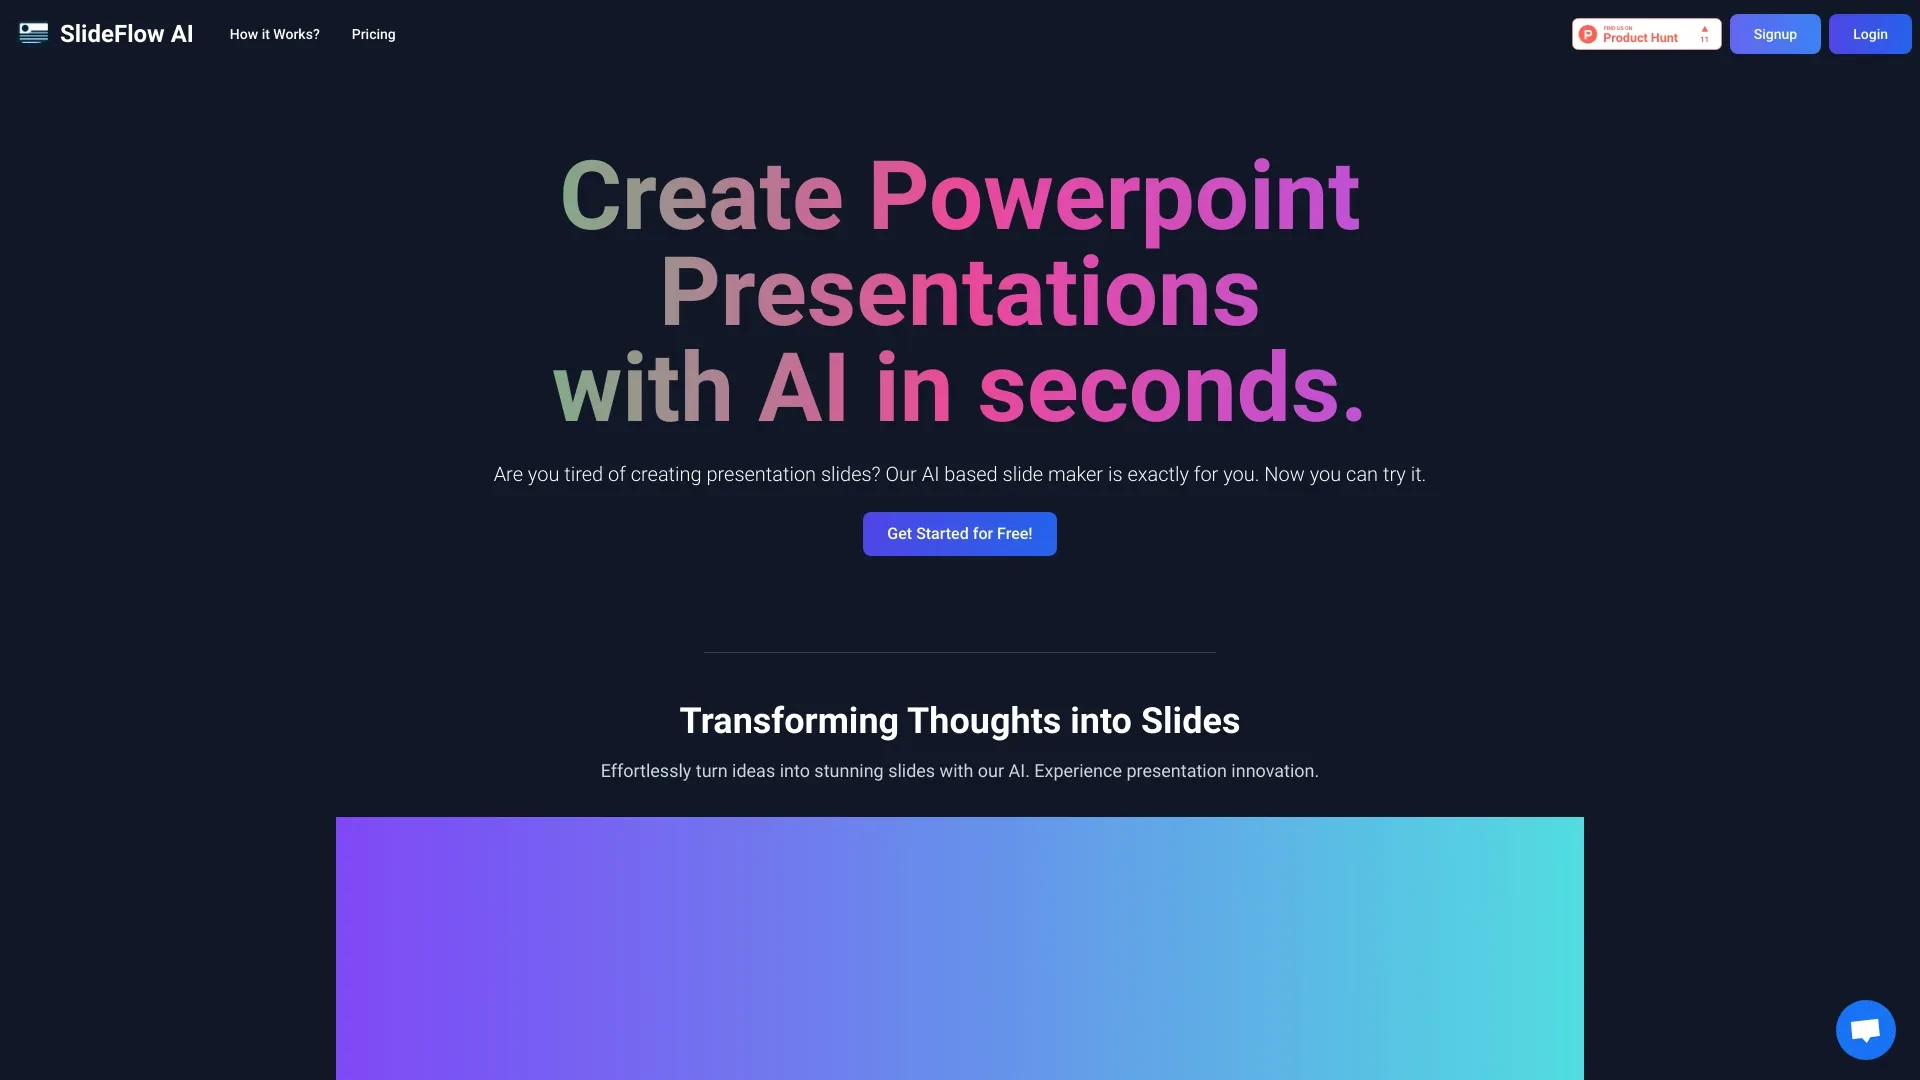 SlideFlow AI
How it Works?
Pricing
FIND US ON
Product Hunt
11
Signup
Login
Create Powerpoint
Presentations
with AI in seconds.
Are you tired of creating presentation slides? Our AI based slide maker is exactly for you. Now you can try it.
Get Started for Free!
Transforming Thoughts into Slides
Effortlessly turn ideas into stunning slides with our AI. Experience presentation innovation.